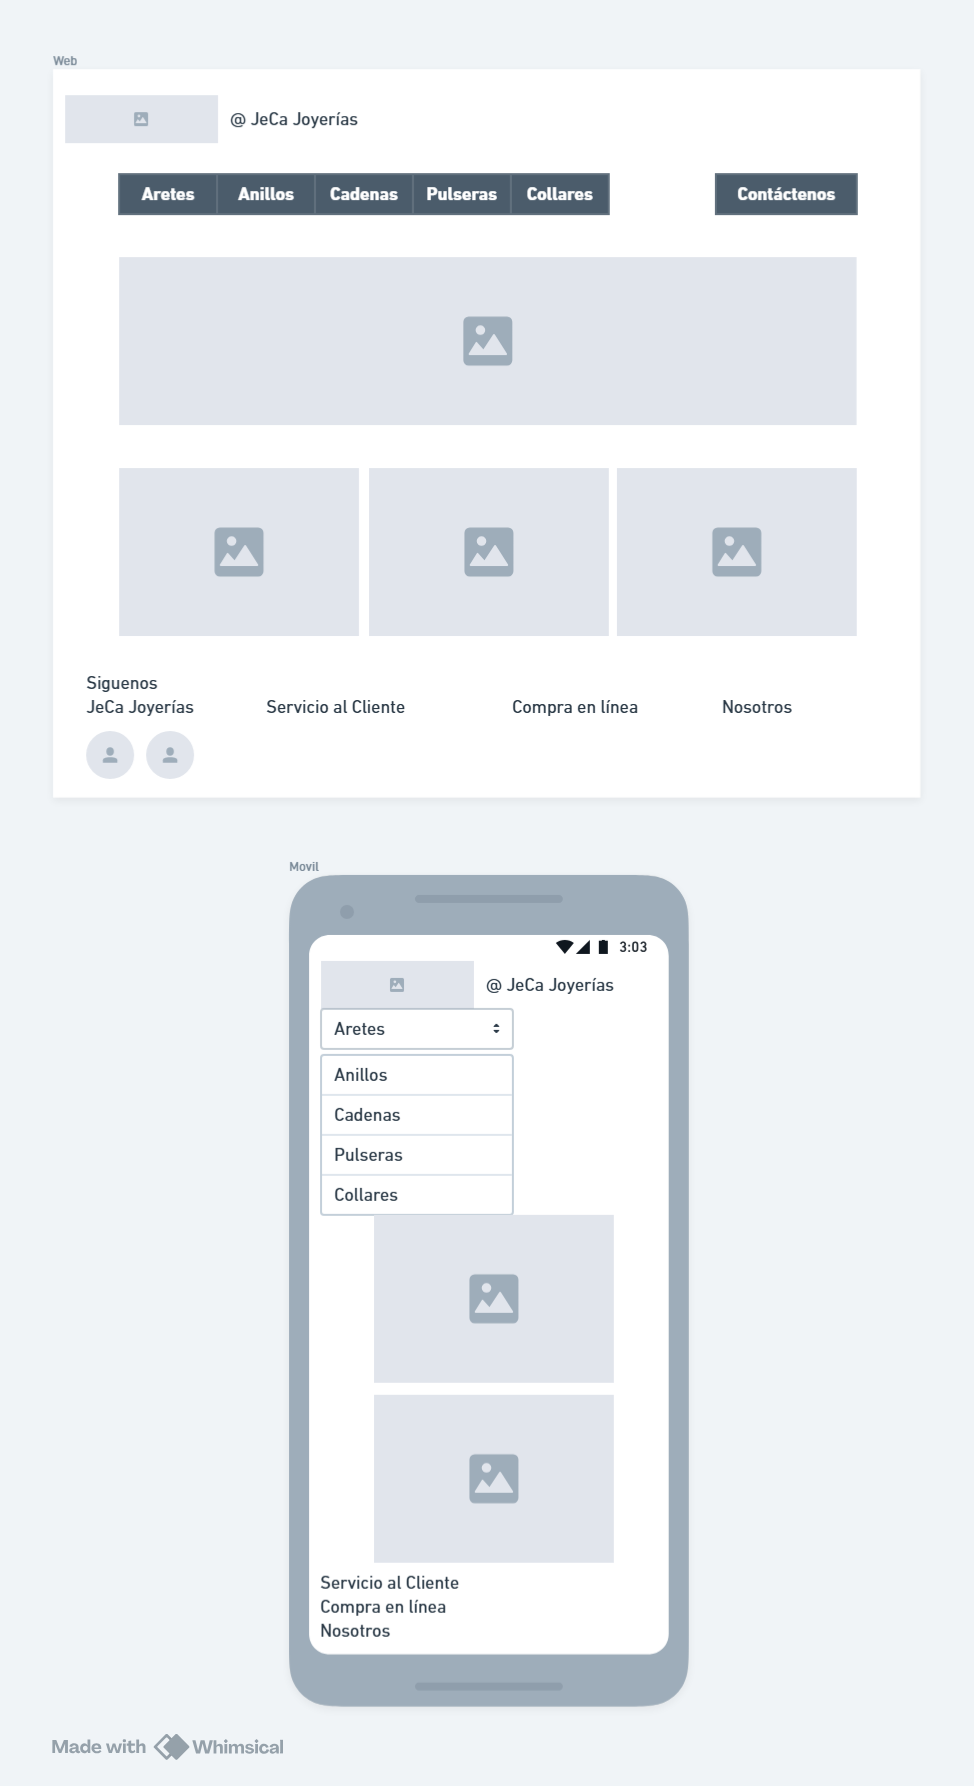 Web
@ JeCa Joyerías
Aretes Anillos Cadenas Pulseras Collares Contáctenos
Siguenos
JeCa Joyerías Servicio al Cliente Compra en línea Nosotros
Movil
3:03
@ JeCa Joyerías
Aretes
Anillos
Cadenas
Pulseras
Collares
Servicio al Cliente
Compra en línea
Nosotros
Made with Whimsical